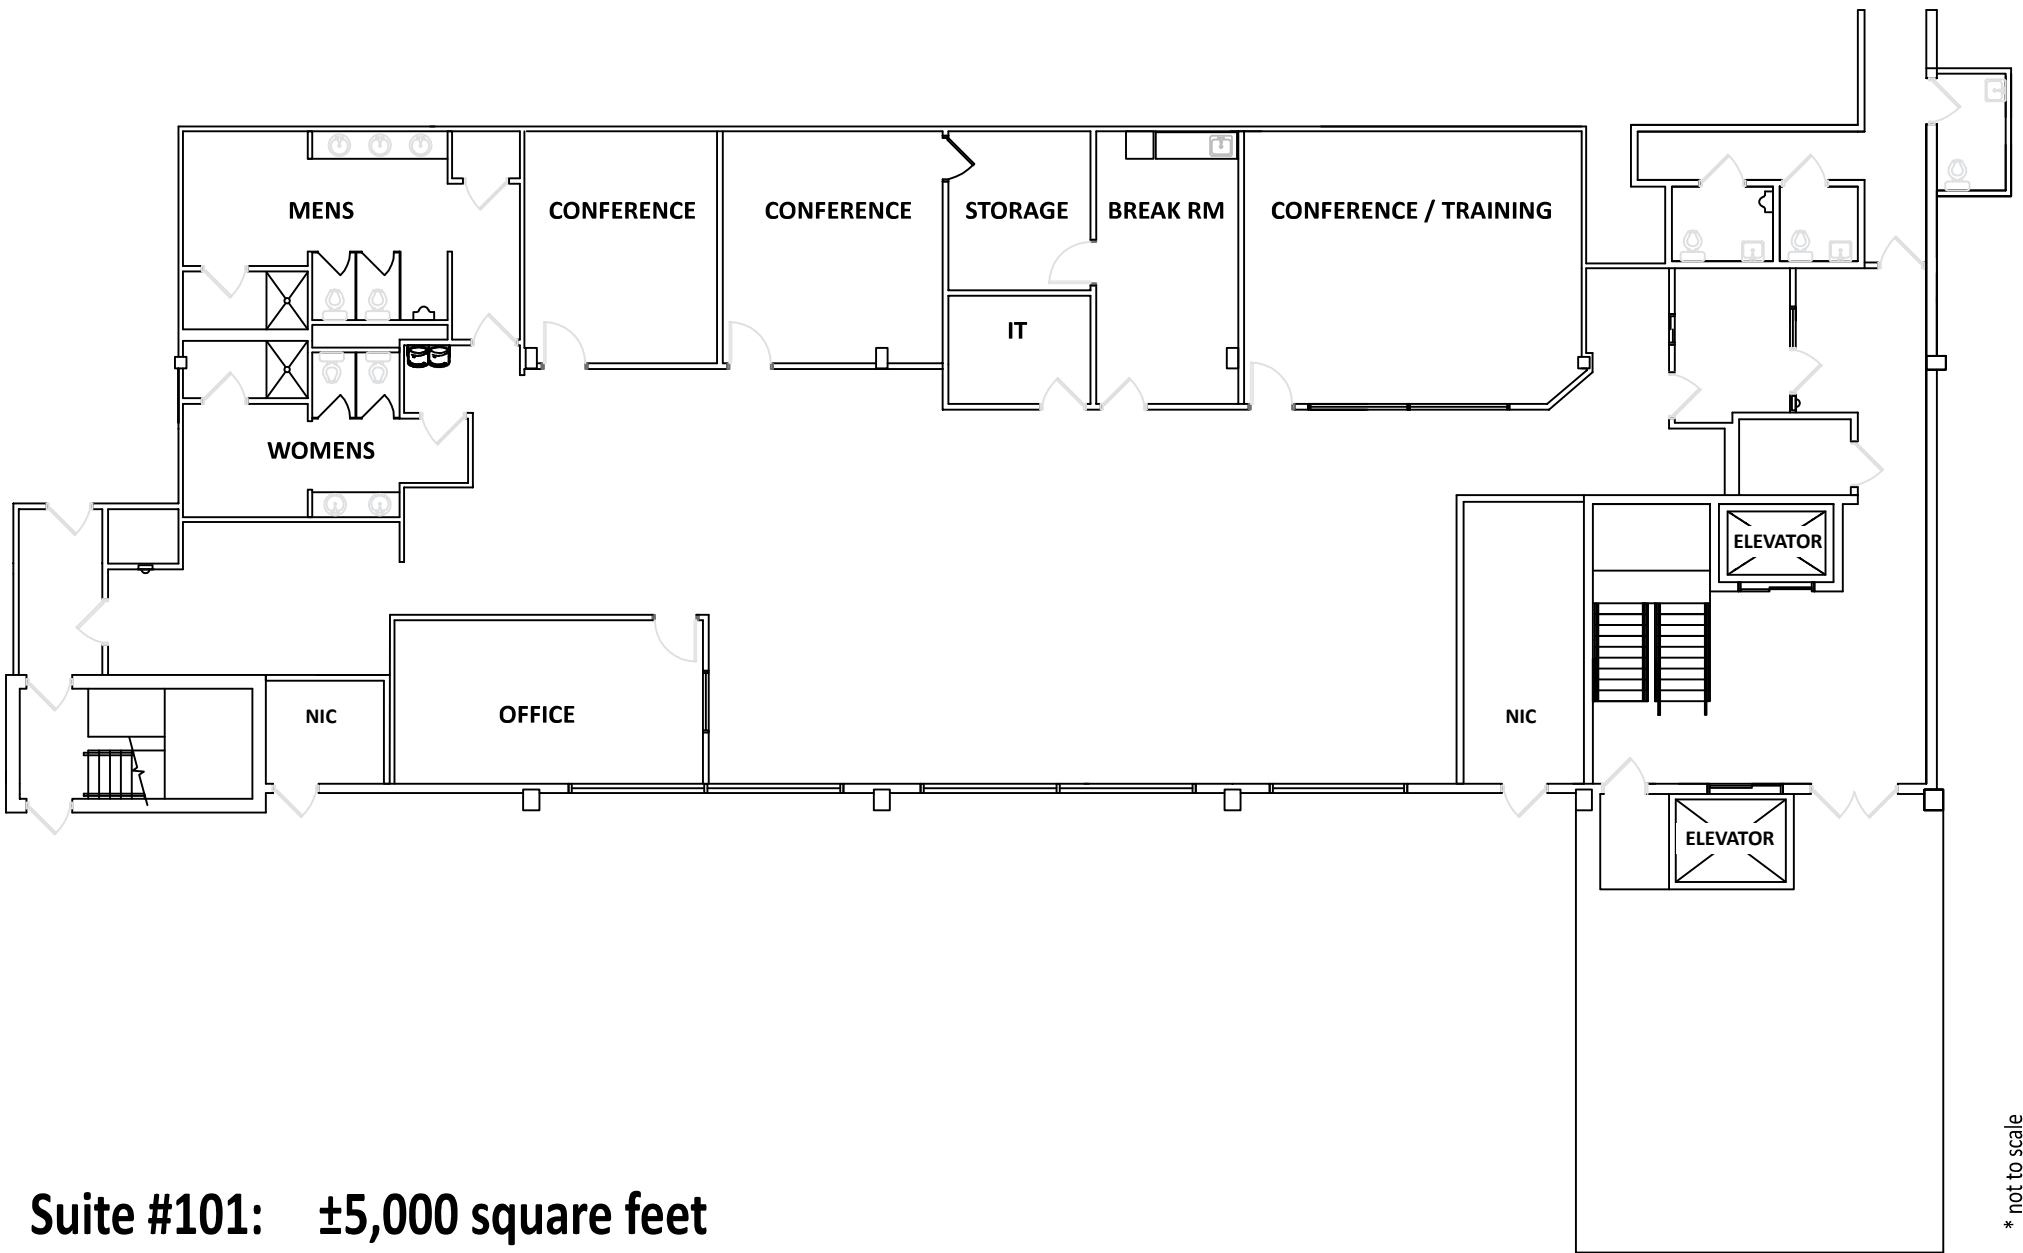 MENS
CONFERENCE
CONFERENCE
STORAGE
BREAK RM
CONFERENCE / TRAINING
IT
WOMENS
ELEVATOR
OFFICE
NIC
NIC
ELEVATOR
* not to scale
Suite #101: ±5,000 square feet